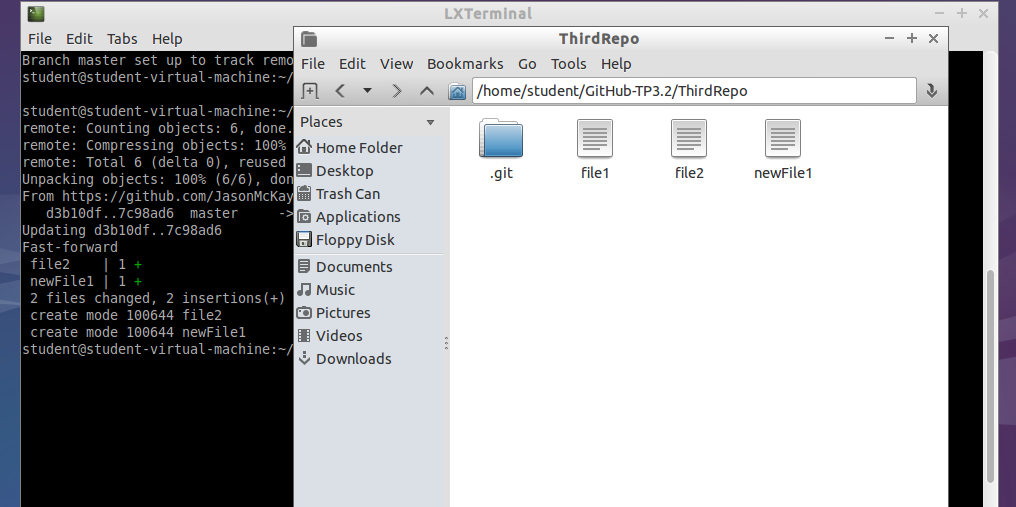 LXTerminal
File Edit Tabs Help
Branch master set up to track remo
student@student-virtual-machine:~/
student@student-virtual-machine:~/
remote: Counting objects: 6, done.
remote: Compressing objects: 100%
remote: Total 6 (delta 0), reused
Unpacking objects: 100% (6/6), don
From https://github.com/JasonMcKay
d3b10df..7c98ad6 master ->
Updating d3b10df..7c98ad6
Fast-forward
file2 | 1 +
newFile1 | 1 +
2 files changed, 2 insertions(+)
create mode 100644 file2
create mode 100644 newFile1
student@student-virtual-machine:~/
ThirdRepo
File Edit View Bookmarks Go Tools Help
/home/student/GitHub-TP3.2/ThirdRepo
Places
Home Folder
Desktop
Trash Can
Applications
Floppy Disk
Documents
Music
Pictures
Videos
Downloads
.git file1 file2 newFile1